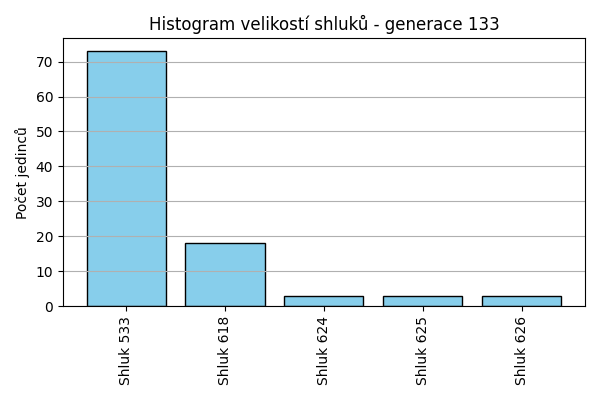 Histogram velikostí shluků - generace 133
Počet jedinců
70
60
50
40
30
20
10
0
Shluk 533
Shluk 618
Shluk 624
Shluk 625
Shluk 626